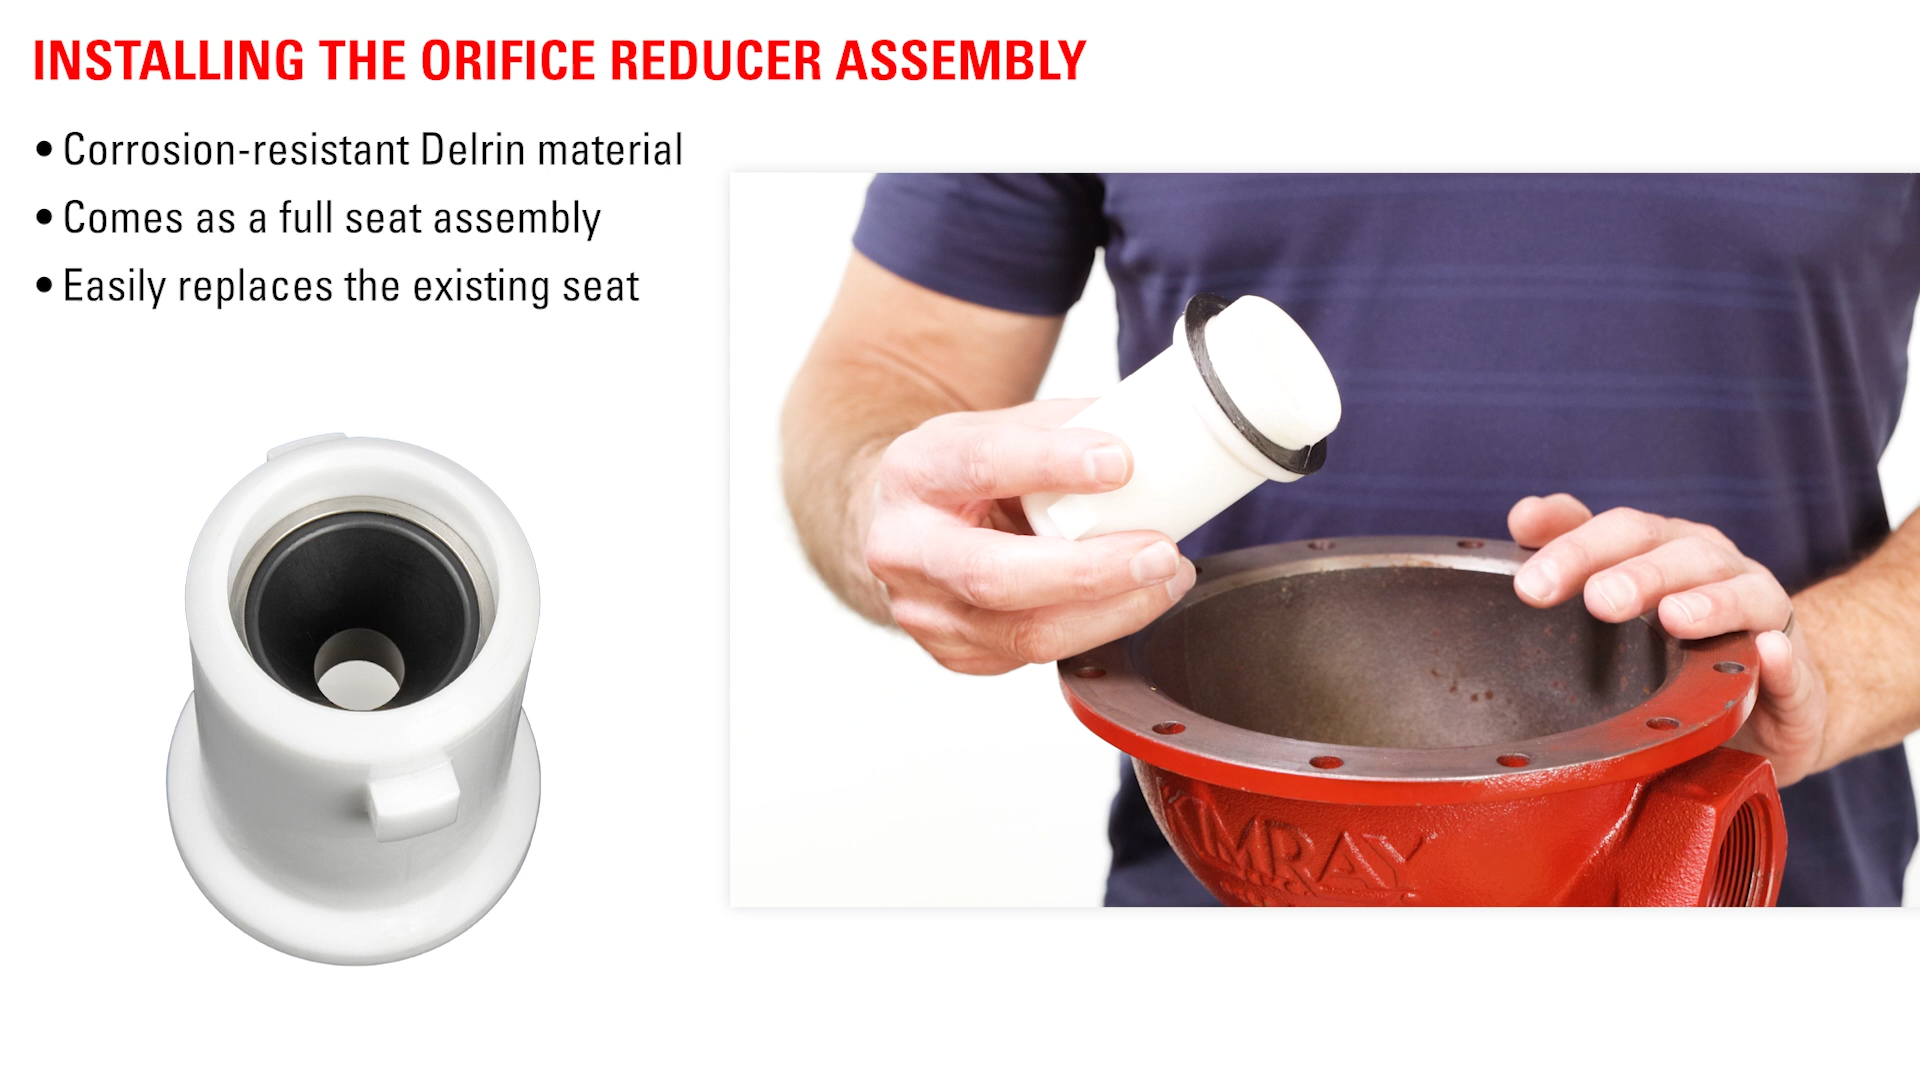 INSTALLING THE ORIFICE REDUCER ASSEMBLY
• Corrosion-resistant Delrin material
• Comes as a full seat assembly
• Easily replaces the existing seat
KIMRAY